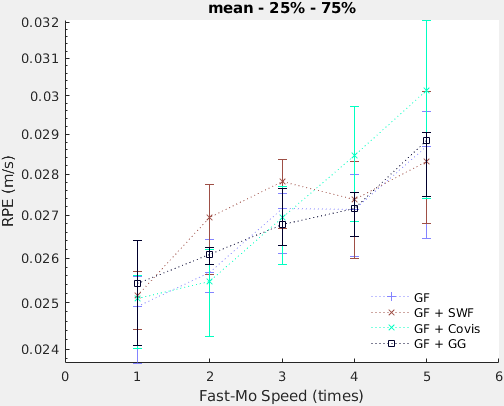 mean - 25% - 75%
0.032
0.031
0.03
0.029
0.028
0.027
0.026
0.025
0.024
RPE (m/s)
GF
GF + SWF
GF + Covis
GF + GG
0 1 2 3 4 5 6
Fast-Mo Speed (times)